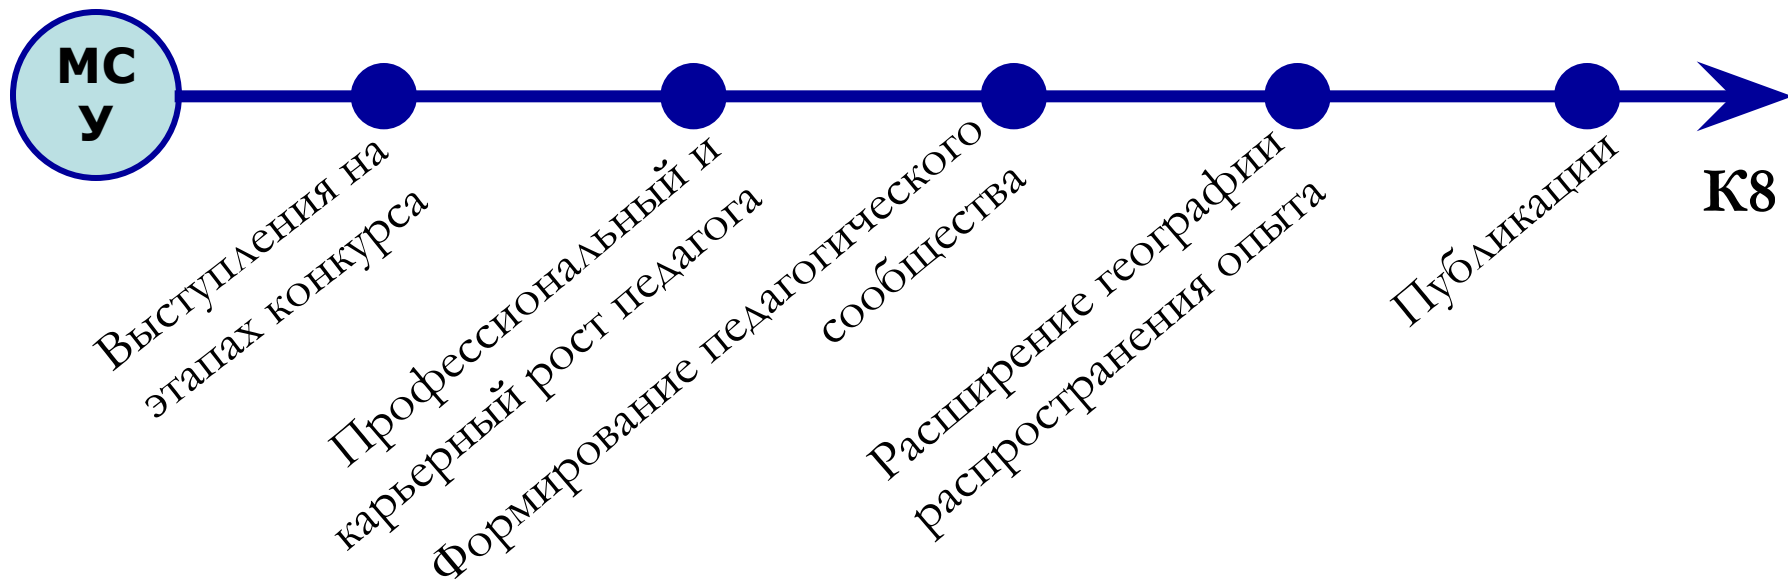 МС
У
Выступления на
этапах конкурса
Профессиональный и
карьерный рост педагога
Формирование педагогического
сообщества
Расширение географии
распространения опыта
Публикации
К8